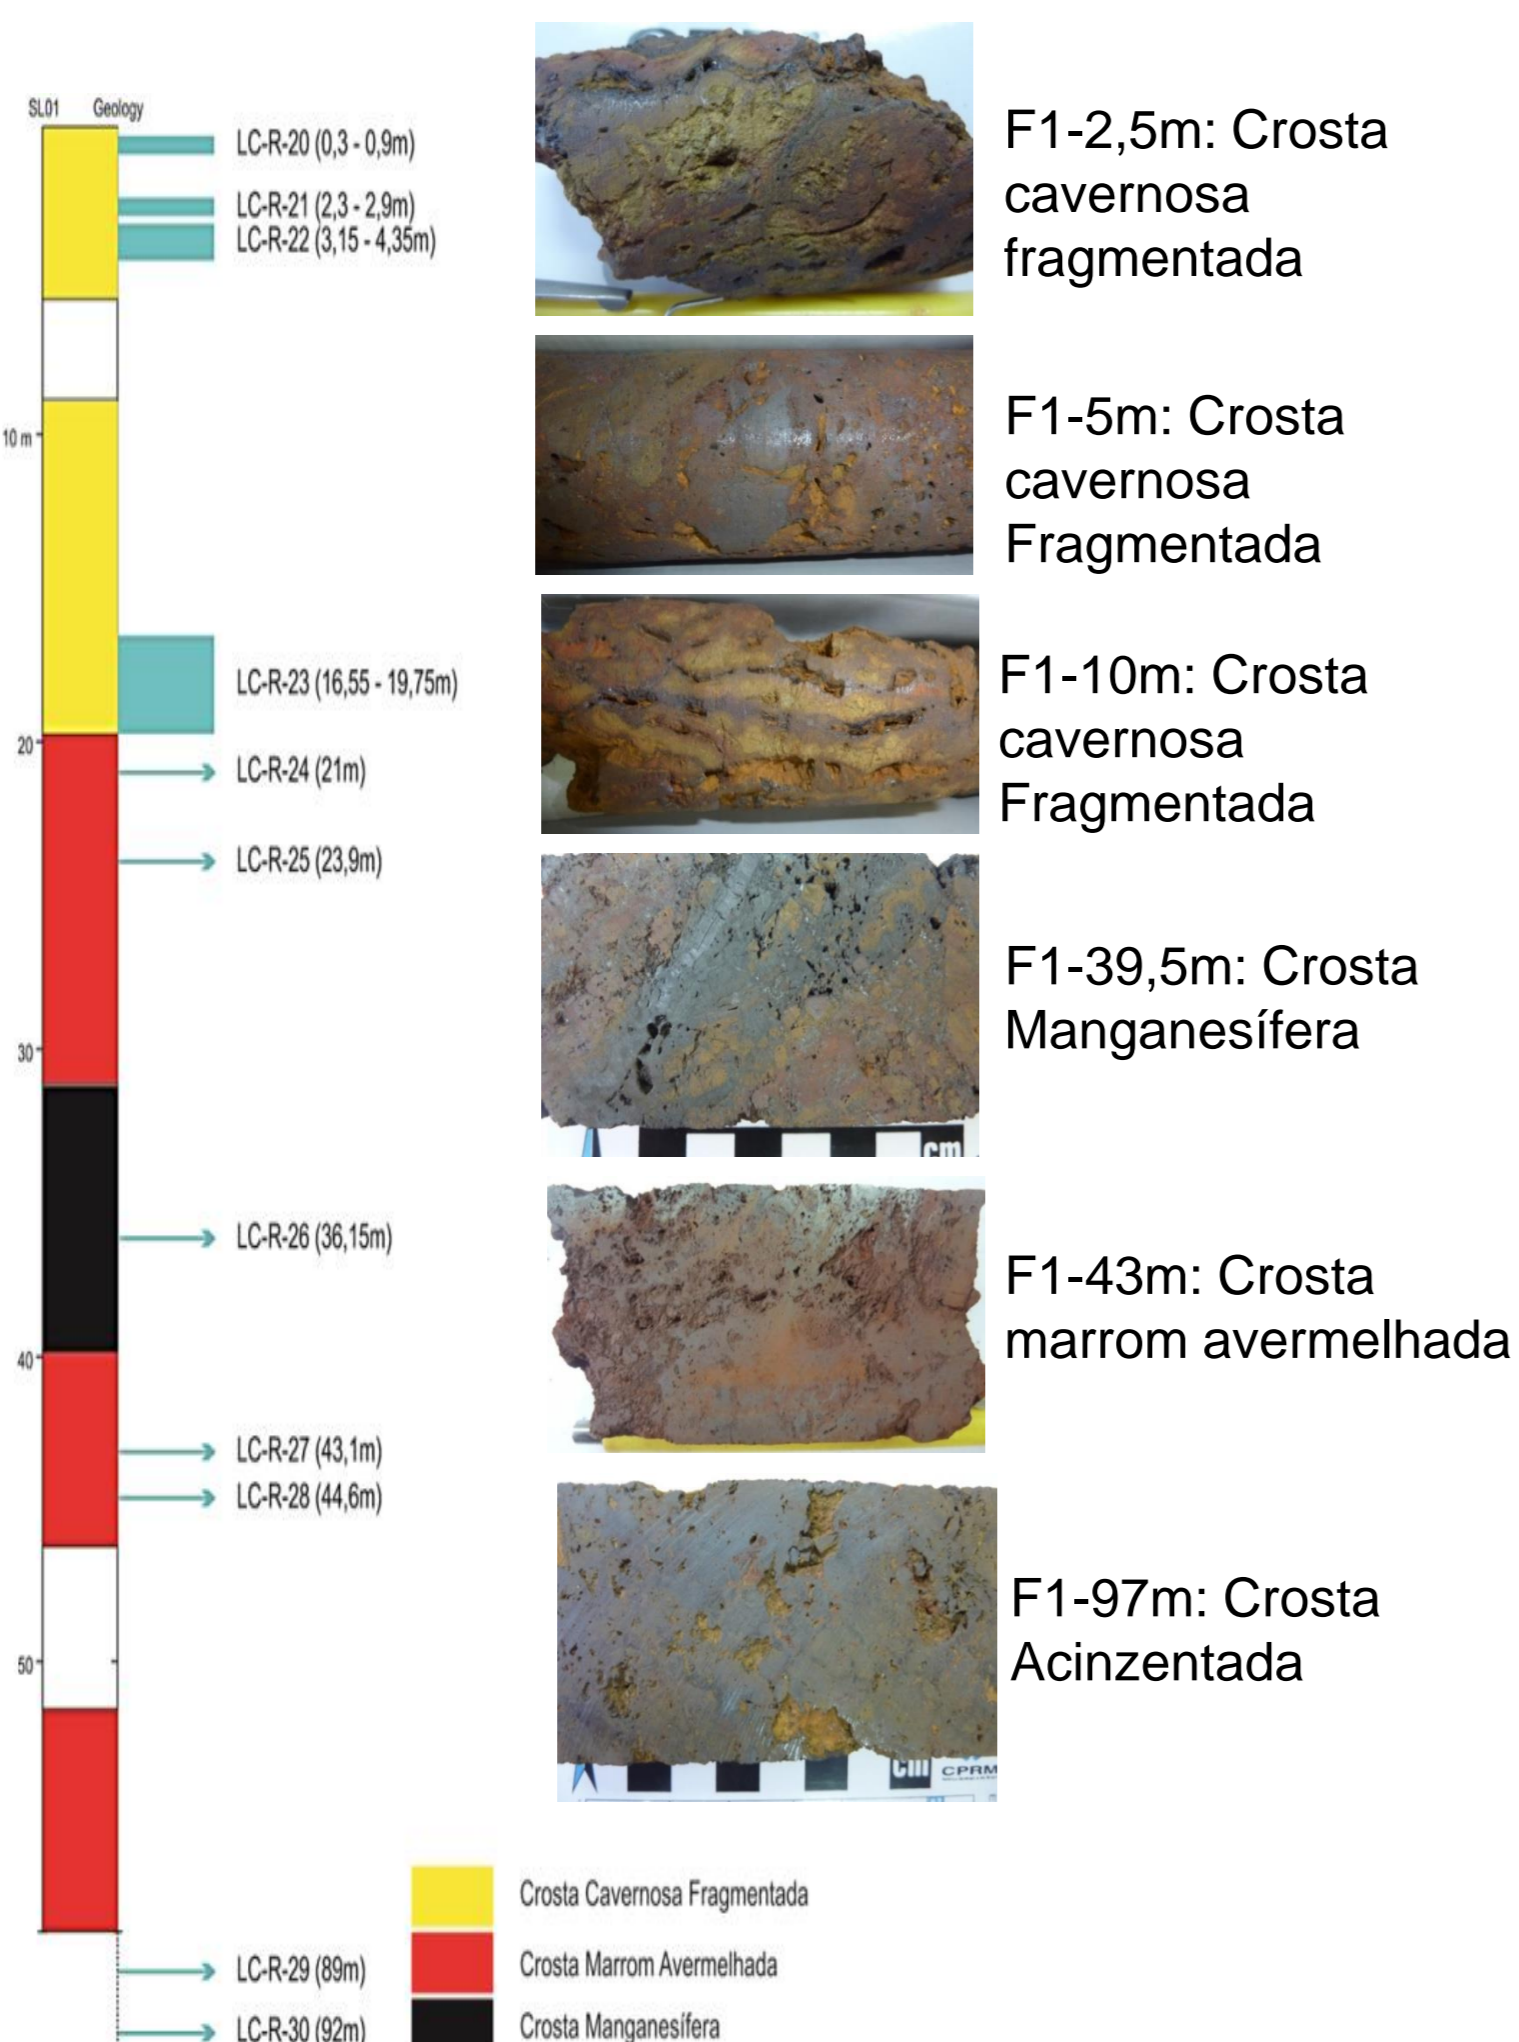 SL01 Geology
LC-R-20 (0,3 - 0,9m)
LC-R-21 (2,3 - 2,9m)
LC-R-22 (3,15 - 4,35m)
10 m
LC-R-23 (16,55 - 19,75m)
20
LC-R-24 (21m)
LC-R-25 (23,9m)
30
LC-R-26 (36,15m)
40
LC-R-27 (43,1m)
LC-R-28 (44,6m)
50
LC-R-29 (89m)
LC-R-30 (92m)
F1-2,5m: Crosta
cavernosa
fragmentada
F1-5m: Crosta
cavernosa
Fragmentada
F1-10m: Crosta
cavernosa
Fragmentada
F1-39,5m: Crosta
Manganesífera
cm
F1-43m: Crosta
marrom avermelhada
F1-97m: Crosta
Acinzentada
cm
CPRM
Crosta Cavernosa Fragmentada
Crosta Marrom Avermelhada
Crosta Manganesífera